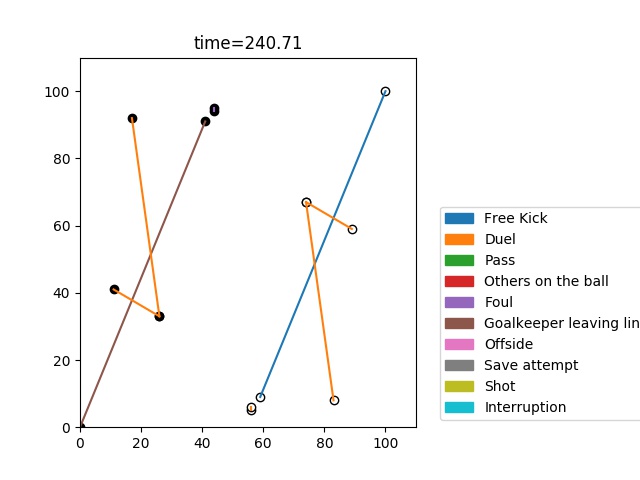 time=240.71
100
80
60
40
20
0
0 20 40 60 80 100
Free Kick
Duel
Pass
Others on the ball
Foul
Goalkeeper leaving lin
Offside
Save attempt
Shot
Interruption